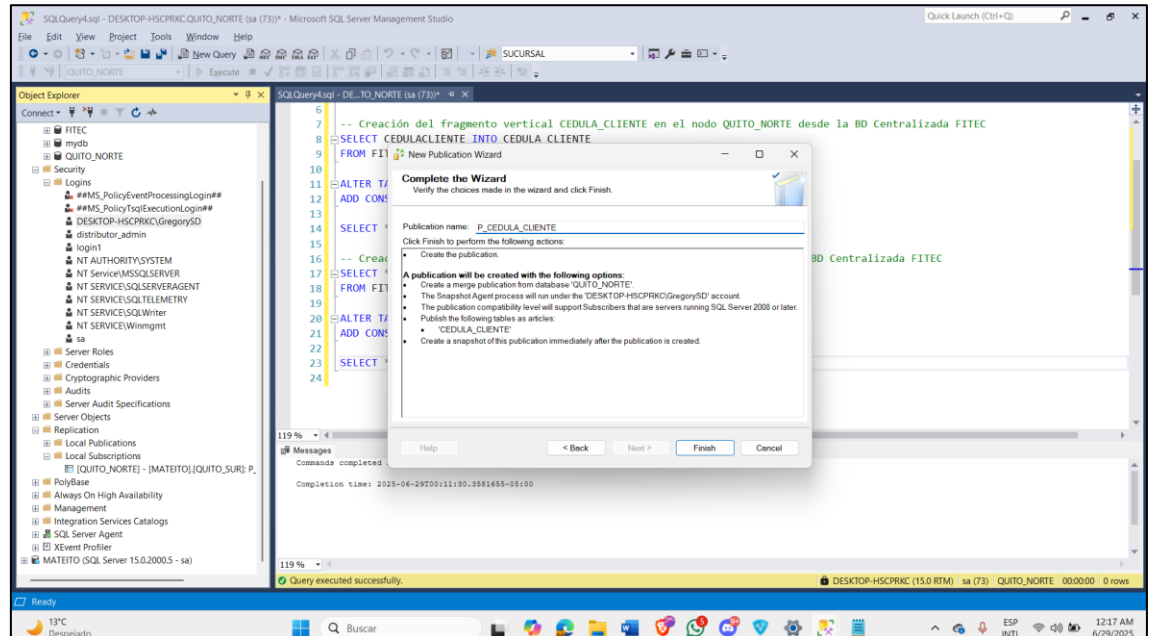 SQLQuery4.sql - DESKTOP-HSCPRKC.QUITO_NORTE (sa (73))* - Microsoft SQL Server Management Studio
Quick Launch (Ctrl+Q)
File Edit View Project Tools Window Help
New Query
SUCURSAL
QUITO_NORTE
Execute
Object Explorer
Connect
FITEC
mydb
QUITO_NORTE
Security
Logins
##MS_PolicyEventProcessingLogin##
##MS_PolicyTsqlExecutionLogin##
DESKTOP-HSCPRKC\GregorySD
distributor_admin
login1
NT AUTHORITY\SYSTEM
NT Service\MSSQLSERVER
NT SERVICE\SQLSERVERAGENT
NT SERVICE\SQLTELEMETRY
NT SERVICE\SQLWriter
NT SERVICE\Winmgmt
sa
Server Roles
Credentials
Cryptographic Providers
Audits
Server Audit Specifications
Server Objects
Replication
Local Publications
Local Subscriptions
[QUITO_NORTE] - [MATEITO].[QUITO_SUR]: P_
PolyBase
Always On High Availability
Management
Integration Services Catalogs
SQL Server Agent
XEvent Profiler
MATEITO (SQL Server 15.0.2000.5 - sa)
SQLQuery4.sql - DE...TO_NORTE (sa (73))*
6
7 -- Creación del fragmento vertical CEDULA_CLIENTE en el nodo QUITO_NORTE desde la BD Centralizada FITEC
8 SELECT CEDULACLIENTE INTO CEDULA_CLIENTE
9 FROM FIT
10
11 ALTER TA
12 ADD CONS
13
14 SELECT *
15
16 -- Creac BD Centralizada FITEC
17 SELECT *
18 FROM FIT
19
20 ALTER TA
21 ADD CONS
22
23 SELECT *
24
New Publication Wizard
Complete the Wizard
Verify the choices made in the wizard and click Finish.
Publication name: P_CEDULA_CLIENTE
Click Finish to perform the following actions:
• Create the publication.
A publication will be created with the following options:
• Create a merge publication from database 'QUITO_NORTE'.
• The Snapshot Agent process will run under the 'DESKTOP-HSCPRKC\GregorySD' account.
• The publication compatibility level will support Subscribers that are servers running SQL Server 2008 or later.
• Publish the following tables as articles:
• 'CEDULA_CLIENTE'
• Create a snapshot of this publication immediately after the publication is created.
Help < Back Next > Finish Cancel
119 %
Messages
Commands completed
Completion time: 2025-06-29T00:11:30.3581655-05:00
119 %
Query executed successfully.
DESKTOP-HSCPRKC (15.0 RTM) sa (73) QUITO_NORTE 00:00:00 0 rows
Ready
13°C
Despejado
Buscar
ESP
INTL
12:17 AM
6/29/2025